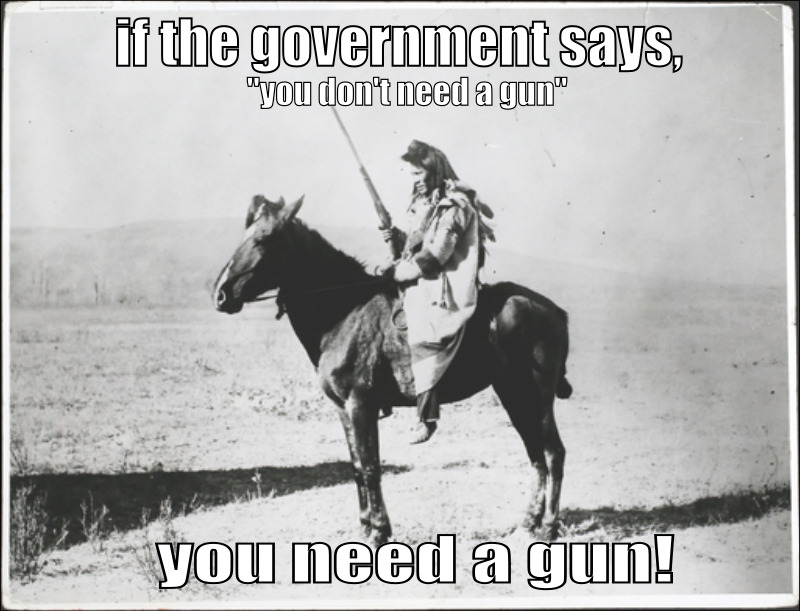 if the government says,
"you don't need a gun"
you need a gun!